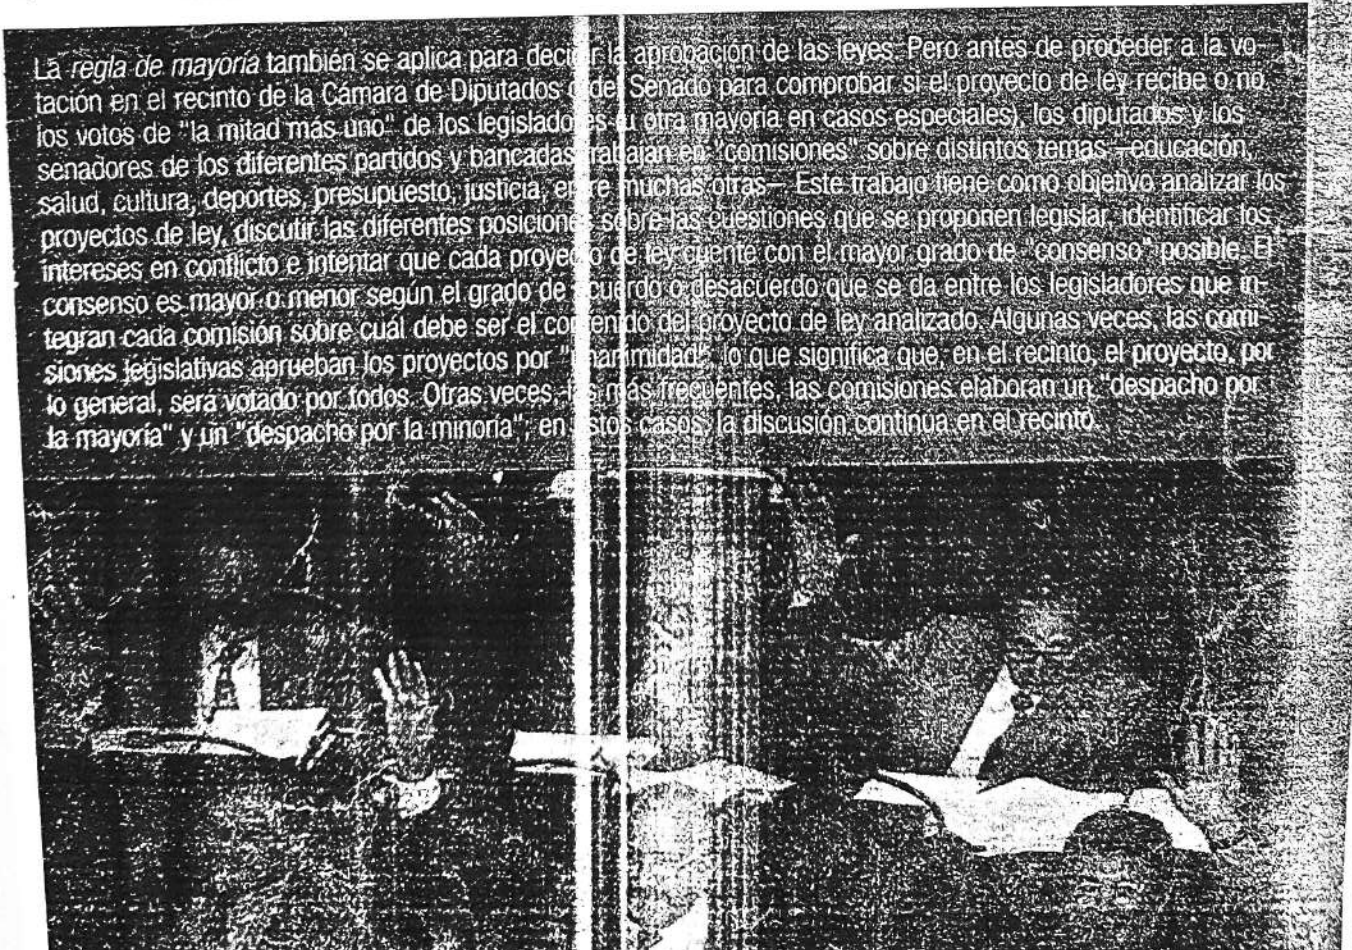 La regla de mayoría también se aplica para decidir la aprobación de las leyes. Pero antes de proceder a la vo-
tación en el recinto de la Cámara de Diputados o del Senado para comprobar si el proyecto de ley recibe o no
los votos de "la mitad más uno" de los legisladores (u otra mayoría en casos especiales), los diputados y los
senadores de los diferentes partidos y bancadas trabajan en "comisiones" sobre distintos temas —educación,
salud, cultura, deportes, presupuesto, justicia, entre muchas otras—. Este trabajo tiene como objetivo analizar los
proyectos de ley, discutir las diferentes posiciones sobre las cuestiones que se proponen legislar, identificar los
intereses en conflicto e intentar que cada proyecto de ley cuente con el mayor grado de "consenso" posible. El
consenso es mayor o menor según el grado de acuerdo o desacuerdo que se da entre los legisladores que in-
tegran cada comisión sobre cuál debe ser el contenido del proyecto de ley analizado. Algunas veces, las comi-
siones legislativas aprueban los proyectos por "unanimidad", lo que significa que, en el recinto, el proyecto, por
lo general, será votado por todos. Otras veces, las más frecuentes, las comisiones elaboran un "despacho por
la mayoría" y un "despacho por la minoría"; en estos casos, la discusión continúa en el recinto.